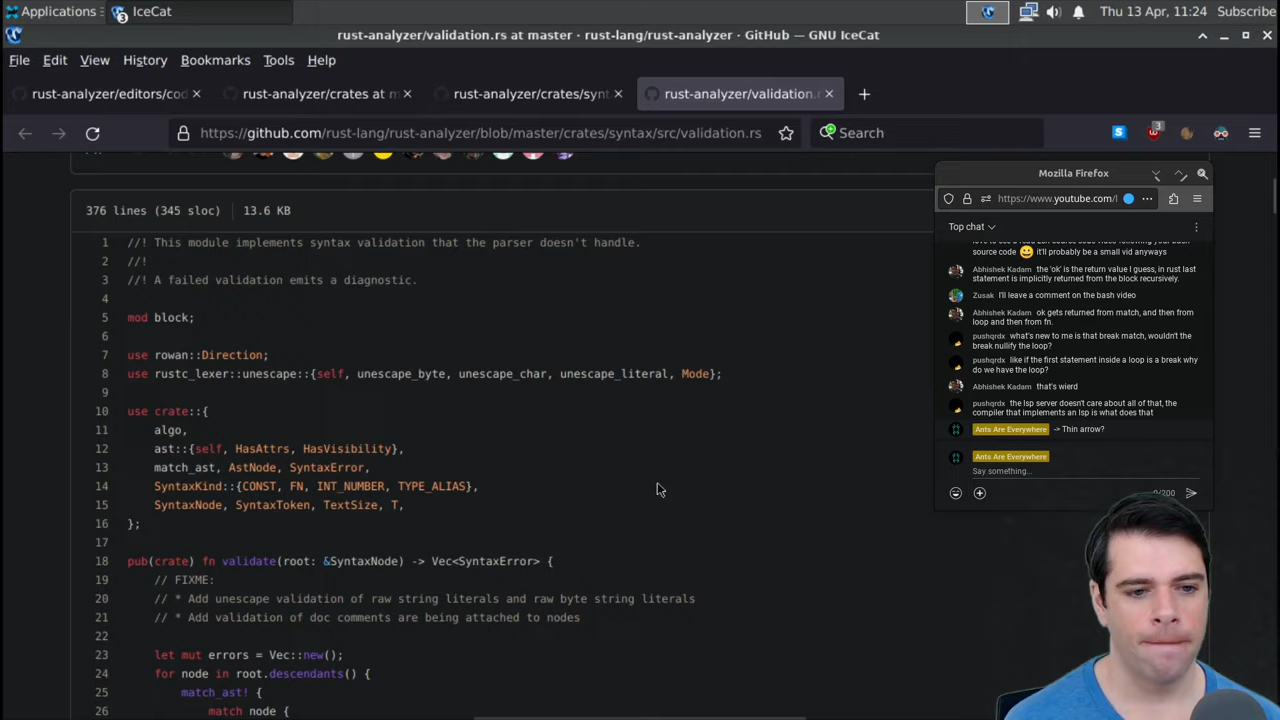 Applications
3
IceCat
Thu 13 Apr, 11:24
Subscribe
rust-analyzer/validation.rs at master · rust-lang/rust-analyzer · GitHub — GNU IceCat
File Edit View History Bookmarks Tools Help
rust-analyzer/editors/cod
rust-analyzer/crates at m
rust-analyzer/crates/synt
rust-analyzer/validation.r
https://github.com/rust-lang/rust-analyzer/blob/master/crates/syntax/src/validation.rs
Search
3
376 lines (345 sloc) 13.6 KB
1 //! This module implements syntax validation that the parser doesn't handle.
2 //!
3 //! A failed validation emits a diagnostic.
4
5 mod block;
6
7 use rowan::Direction;
8 use rustc_lexer::unescape::{self, unescape_byte, unescape_char, unescape_literal, Mode};
9
10 use crate::{
11 algo,
12 ast::{self, HasAttrs, HasVisibility},
13 match_ast, AstNode, SyntaxError,
14 SyntaxKind::{CONST, FN, INT_NUMBER, TYPE_ALIAS},
15 SyntaxNode, SyntaxToken, TextSize, T,
16 };
17
18 pub(crate) fn validate(root: &SyntaxNode) -> Vec<SyntaxError> {
19 // FIXME:
20 // * Add unescape validation of raw string literals and raw byte string literals
21 // * Add validation of doc comments are being attached to nodes
22
23 let mut errors = Vec::new();
24 for node in root.descendants() {
25 match_ast! {
26 match node {
Mozilla Firefox
https://www.youtube.com/l
Top chat
source code 😀 it'll probably be a small vid anyways
Abhishek Kadam the 'ok' is the return value I guess, in rust last
statement is implicitly returned from the block recursively.
Zusak I'll leave a comment on the bash video
Abhishek Kadam ok gets returned from match, and then from
loop and then from fn.
pushqrdx what's new to me is that break match, wouldn't the
break nullify the loop?
pushqrdx like if the first statement inside a loop is a break why
do we have the loop?
Abhishek Kadam that's wierd
pushqrdx the lsp server doesn't care about all of that, the
compiler that implements an lsp is what does that
Ants Are Everywhere -> Thin arrow?
Ants Are Everywhere
Say something...
0/200